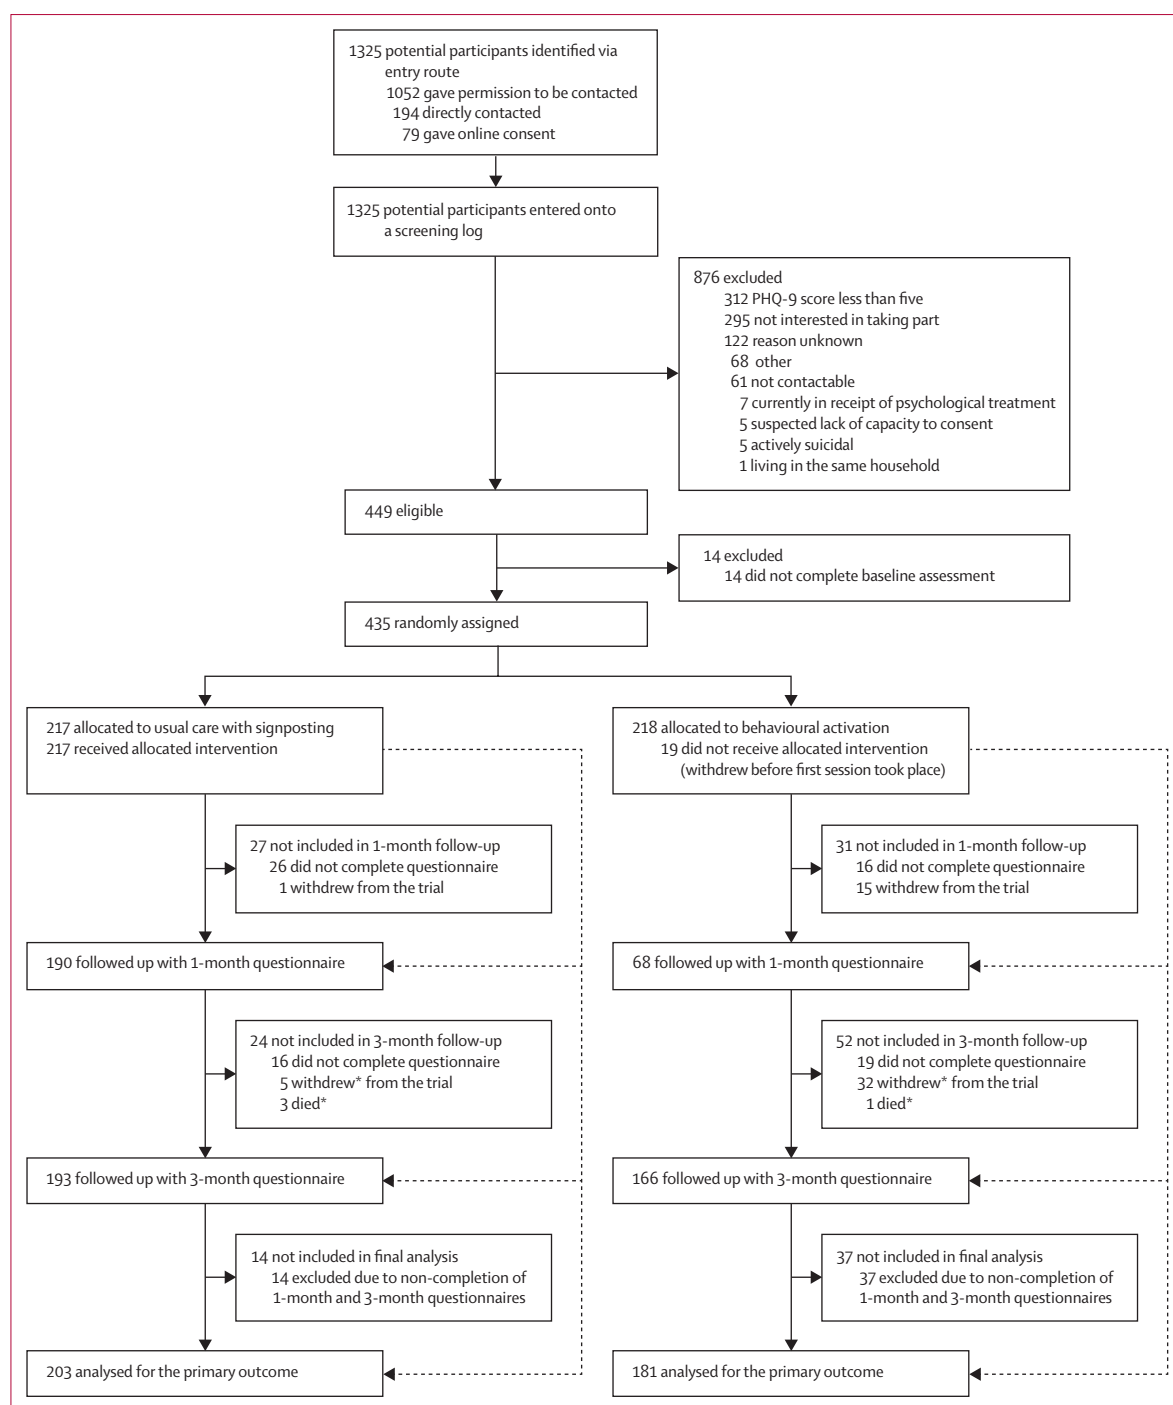 1325 potential participants identified via
entry route
1052 gave permission to be contacted
194 directly contacted
79 gave online consent
1325 potential participants entered onto
a screening log
876 excluded
312 PHQ-9 score less than five
295 not interested in taking part
122 reason unknown
68 other
61 not contactable
7 currently in receipt of psychological treatment
5 suspected lack of capacity to consent
5 actively suicidal
1 living in the same household
449 eligible
14 excluded
14 did not complete baseline assessment
435 randomly assigned
217 allocated to usual care with signposting
217 received allocated intervention
218 allocated to behavioural activation
19 did not receive allocated intervention
(withdrew before first session took place)
27 not included in 1-month follow-up
26 did not complete questionnaire
1 withdrew from the trial
31 not included in 1-month follow-up
16 did not complete questionnaire
15 withdrew from the trial
190 followed up with 1-month questionnaire
68 followed up with 1-month questionnaire
24 not included in 3-month follow-up
16 did not complete questionnaire
5 withdrew* from the trial
3 died*
52 not included in 3-month follow-up
19 did not complete questionnaire
32 withdrew* from the trial
1 died*
193 followed up with 3-month questionnaire
166 followed up with 3-month questionnaire
14 not included in final analysis
14 excluded due to non-completion of
1-month and 3-month questionnaires
37 not included in final analysis
37 excluded due to non-completion of
1-month and 3-month questionnaires
203 analysed for the primary outcome
181 analysed for the primary outcome